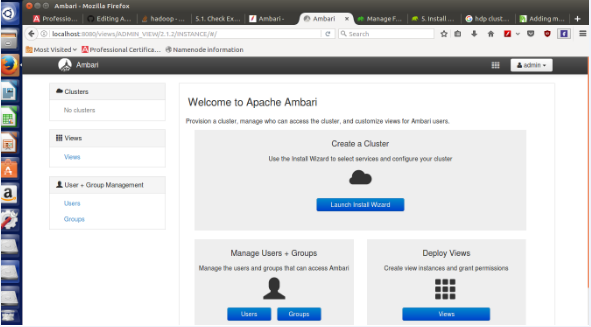 Ambari - Mozilla Firefox
Professio...
Editing A...
hadoop-...
5.1. Check Ex...
Ambari -
Ambari
Manage F...
5. Install ...
hdp clust...
Adding m...
localhost:8080/views/ADMIN_VIEW/2.1.2/INSTANCE/#/
Search
Most Visited
Professional Certifica...
Namenode information
Ambari
admin
Clusters
No clusters
Views
Views
User + Group Management
Users
Groups
Welcome to Apache Ambari
Provision a cluster, manage who can access the cluster, and customize views for Ambari users.
Create a Cluster
Use the Install Wizard to select services and configure your cluster
Launch Install Wizard
Manage Users + Groups
Manage the users and groups that can access Ambari
Users
Groups
Deploy Views
Create view instances and grant permissions
Views